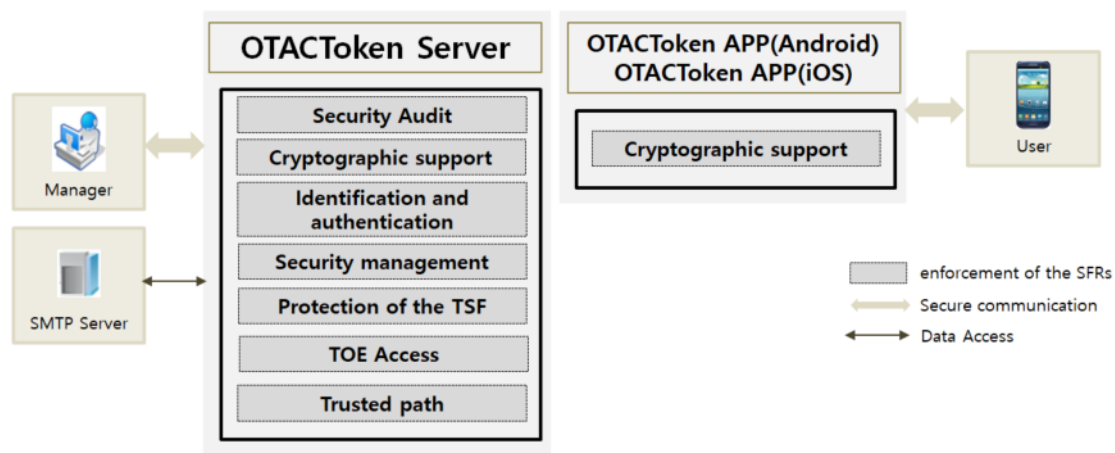 OTACToken Server
Security Audit
Cryptographic support
Identification and
authentication
Security management
Protection of the TSF
TOE Access
Trusted path
OTACToken APP(Android)
OTACToken APP(iOS)
Cryptographic support
Manager
SMTP Server
User
enforcement of the SFRs
Secure communication
Data Access